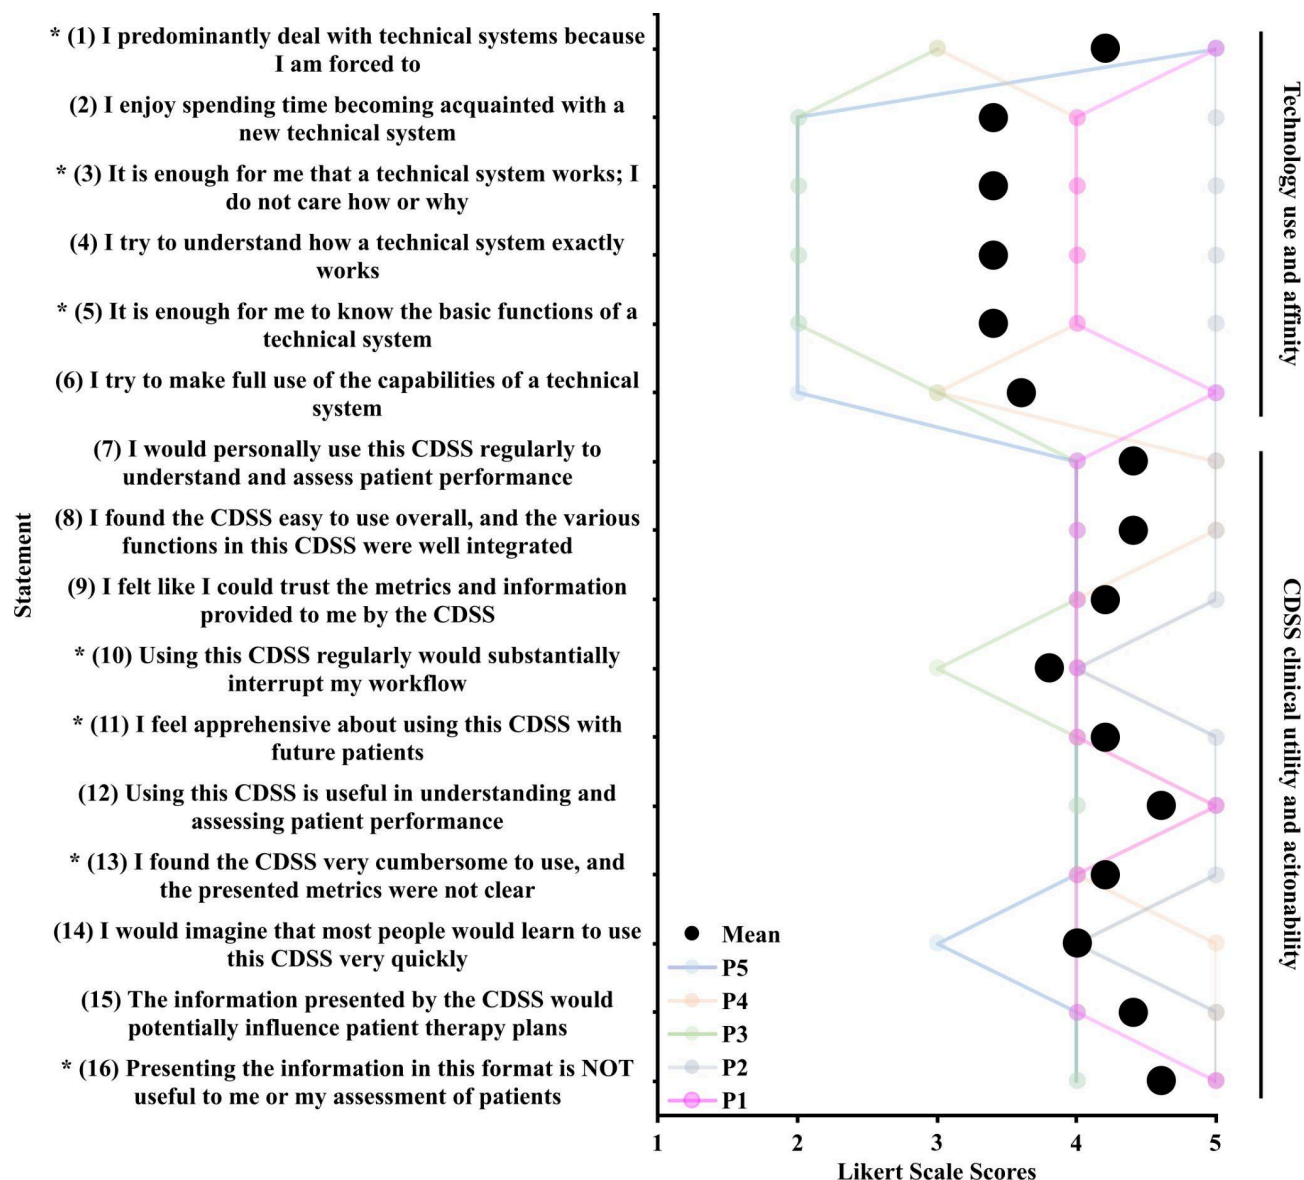 * (1) I predominantly deal with technical systems because
I am forced to
(2) I enjoy spending time becoming acquainted with a
new technical system
* (3) It is enough for me that a technical system works; I
do not care how or why
(4) I try to understand how a technical system exactly
works
* (5) It is enough for me to know the basic functions of a
technical system
(6) I try to make full use of the capabilities of a technical
system
(7) I would personally use this CDSS regularly to
understand and assess patient performance
(8) I found the CDSS easy to use overall, and the various
functions in this CDSS were well integrated
(9) I felt like I could trust the metrics and information
provided to me by the CDSS
* (10) Using this CDSS regularly would substantially
interrupt my workflow
* (11) I feel apprehensive about using this CDSS with
future patients
(12) Using this CDSS is useful in understanding and
assessing patient performance
* (13) I found the CDSS very cumbersome to use, and
the presented metrics were not clear
(14) I would imagine that most people would learn to use
this CDSS very quickly
(15) The information presented by the CDSS would
potentially influence patient therapy plans
* (16) Presenting the information in this format is NOT
useful to me or my assessment of patients
Statement
Mean
P5
P4
P3
P2
P1
1 2 3 4 5
Likert Scale Scores
Technology use and affinity
CDSS clinical utility and acitonability